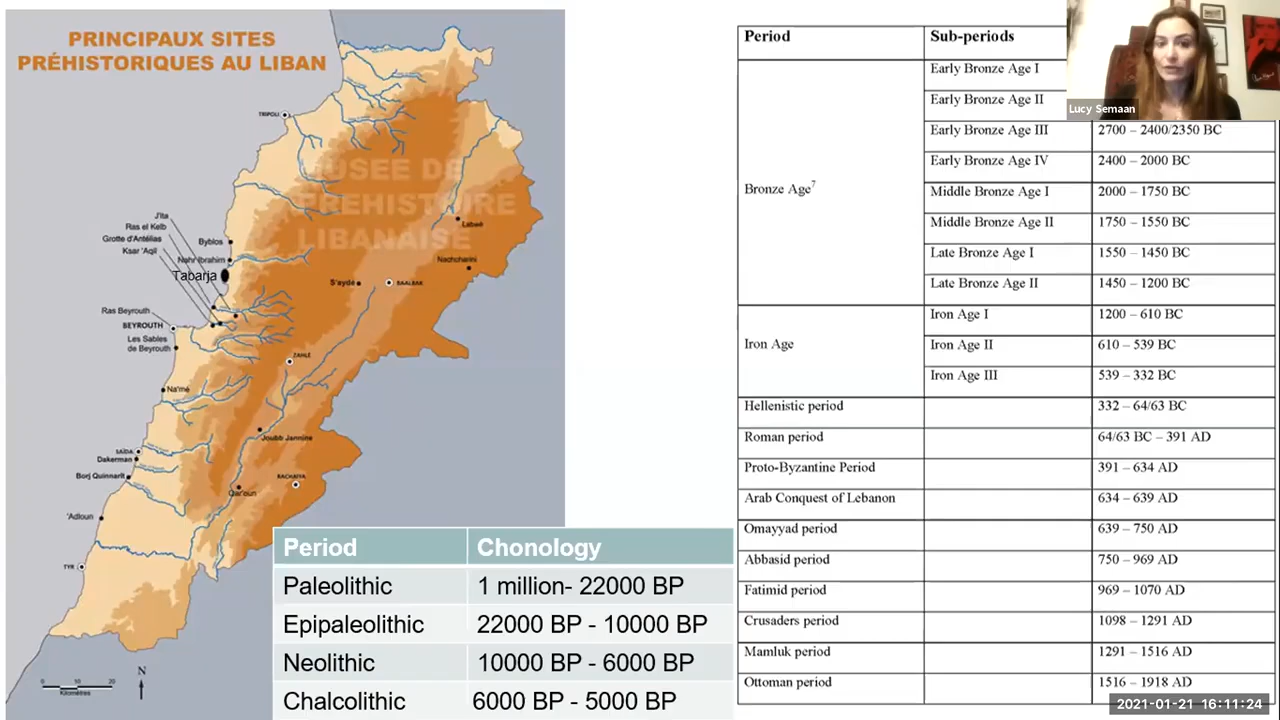 PRINCIPAUX SITES
PRÉHISTORIQUES AU LIBAN
MUSEE DE
PREHISTOIRE
LIBANAISE
TRIPOLI
J'ita
Ras el Kelb
Grotte d'Antélias
Ksar 'Aqil
Byblos
Nahr Ibrahim
Tabarja
Labwé
Nachcharini
S'aydé
BAALBAK
Ras Beyrouth
BEYROUTH
Les Sables
de Beyrouth
ZAHLÉ
Na'mé
Joubb Jannine
SAÏDA
Dakerman
Borj Quinnarit
RACHAIYA
Qar'oun
'Adloun
TYR
N
0 10 20
Kilomètres
Period Chonology
Paleolithic 1 million- 22000 BP
Epipaleolithic 22000 BP - 10000 BP
Neolithic 10000 BP - 6000 BP
Chalcolithic 6000 BP - 5000 BP
Period Sub-periods
Bronze Age7
Early Bronze Age I
Early Bronze Age II
Early Bronze Age III 2700 – 2400/2350 BC
Early Bronze Age IV 2400 – 2000 BC
Middle Bronze Age I 2000 – 1750 BC
Middle Bronze Age II 1750 – 1550 BC
Late Bronze Age I 1550 – 1450 BC
Late Bronze Age II 1450 – 1200 BC
Iron Age
Iron Age I 1200 – 610 BC
Iron Age II 610 – 539 BC
Iron Age III 539 – 332 BC
Hellenistic period 332 – 64/63 BC
Roman period 64/63 BC – 391 AD
Proto-Byzantine Period 391 – 634 AD
Arab Conquest of Lebanon 634 – 639 AD
Omayyad period 639 – 750 AD
Abbasid period 750 – 969 AD
Fatimid period 969 – 1070 AD
Crusaders period 1098 – 1291 AD
Mamluk period 1291 – 1516 AD
Ottoman period 1516 – 1918 AD
Lucy Semaan
2021-01-21 16:11:24